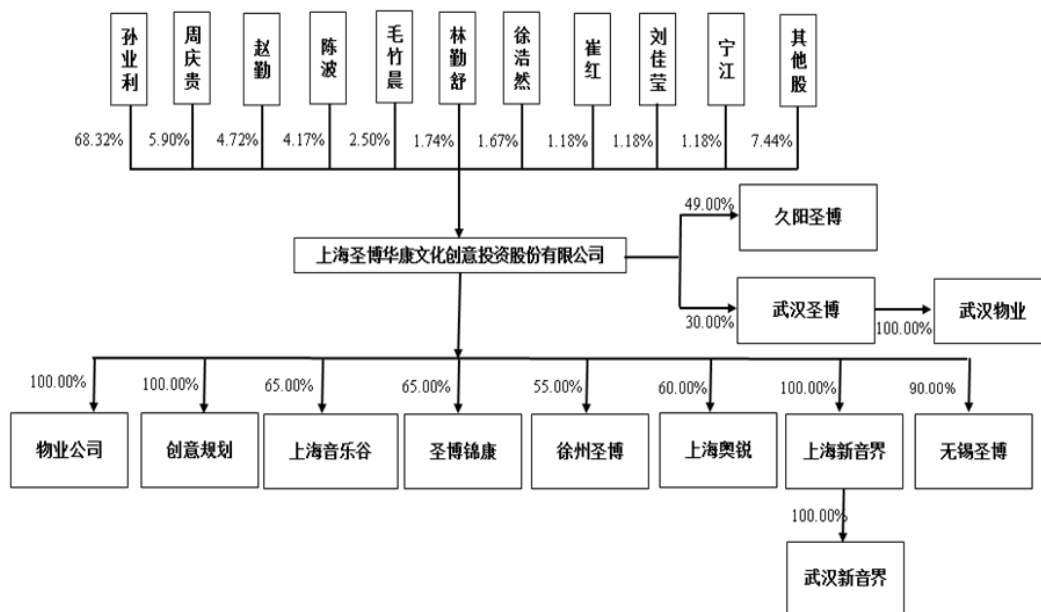 孙业利
周庆贵
赵勤
陈波
毛竹晨
林勤舒
徐浩然
崔红
刘佳莹
宁江
其他股
68.32%
5.90%
4.72%
4.17%
2.50%
1.74%
1.67%
1.18%
1.18%
1.18%
7.44%
49.00%
久阳圣博
上海圣博华康文化创意投资股份有限公司
武汉圣博
武汉物业
30.00%
100.00%
100.00%
100.00%
65.00%
65.00%
55.00%
60.00%
100.00%
90.00%
物业公司
创意规划
上海音乐谷
圣博锦康
徐州圣博
上海奥锐
上海新音界
无锡圣博
100.00%
武汉新音界